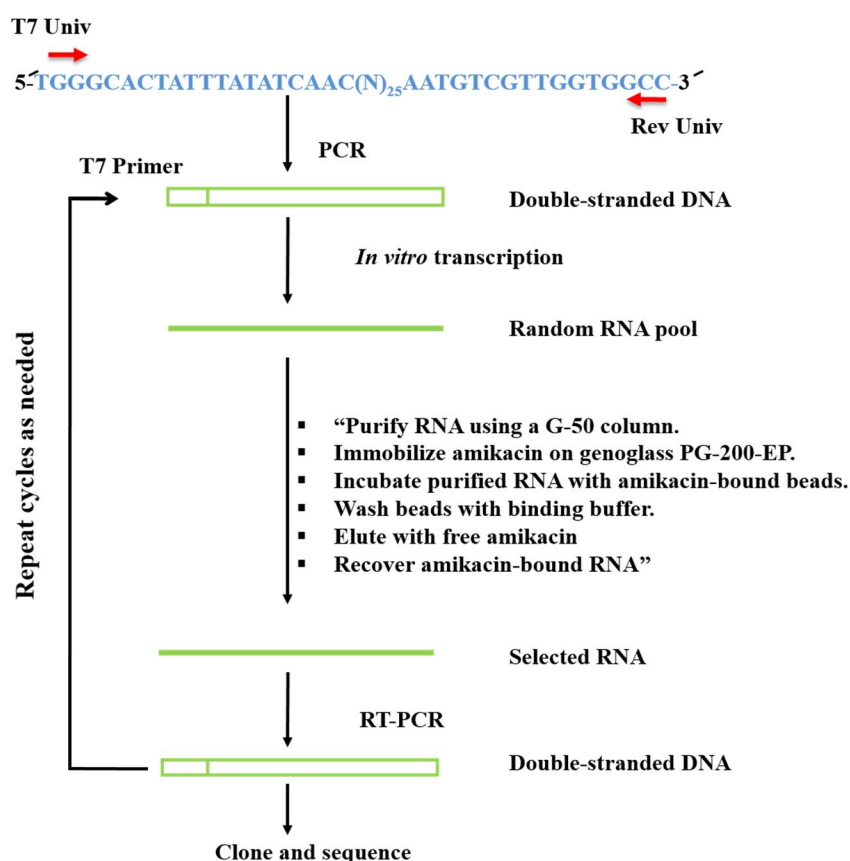 T7 Univ
5-´TGGGCACTATTTATATCAAC(N)25AATGTCGTTGGTGGCC-3´
Rev Univ
PCR
T7 Primer
Double-stranded DNA
In vitro transcription
Random RNA pool
Repeat cycles as needed
▪ “Purify RNA using a G-50 column.
▪ Immobilize amikacin on genoglass PG-200-EP.
▪ Incubate purified RNA with amikacin-bound beads.
▪ Wash beads with binding buffer.
▪ Elute with free amikacin
▪ Recover amikacin-bound RNA”
Selected RNA
RT-PCR
Double-stranded DNA
Clone and sequence